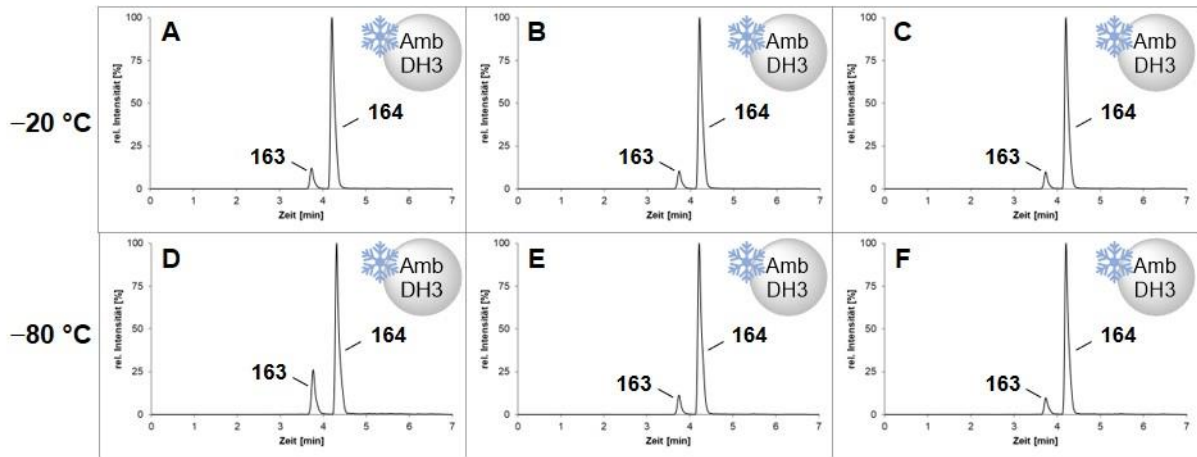 −20 °C
A
Amb
DH3
rel. Intensität [%]
100
75
50
25
0
163
164
0 1 2 3 4 5 6 7
Zeit [min]
B
Amb
DH3
rel. Intensität [%]
100
75
50
25
0
163
164
0 1 2 3 4 5 6 7
Zeit [min]
C
Amb
DH3
rel. Intensität [%]
100
75
50
25
0
163
164
0 1 2 3 4 5 6 7
Zeit [min]
−80 °C
D
Amb
DH3
rel. Intensität [%]
100
75
50
25
0
163
164
0 1 2 3 4 5 6 7
Zeit [min]
E
Amb
DH3
rel. Intensität [%]
100
75
50
25
0
163
164
0 1 2 3 4 5 6 7
Zeit [min]
F
Amb
DH3
rel. Intensität [%]
100
75
50
25
0
163
164
0 1 2 3 4 5 6 7
Zeit [min]